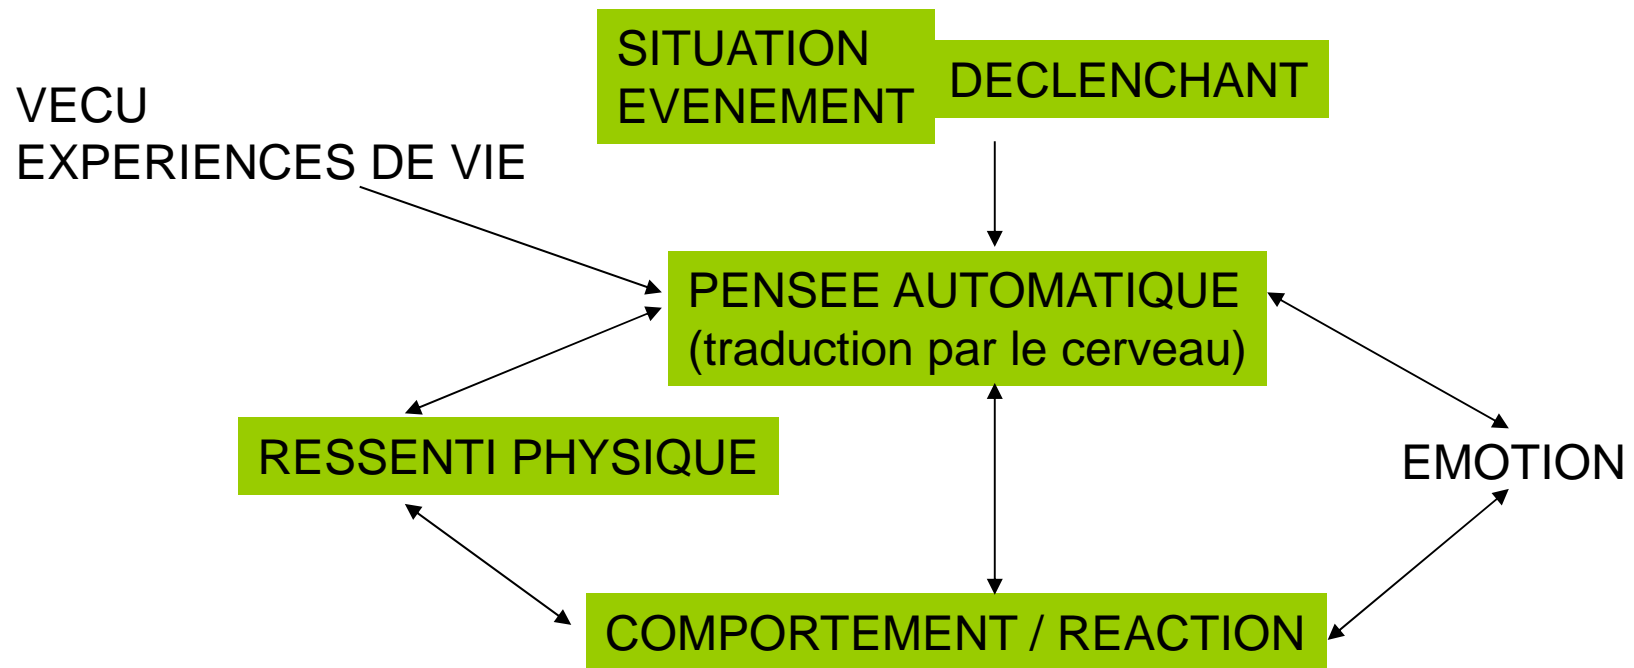 SITUATION
EVENEMENT
DECLENCHANT
VECU
EXPERIENCES DE VIE
PENSEE AUTOMATIQUE
(traduction par le cerveau)
RESSENTI PHYSIQUE
EMOTION
COMPORTEMENT / REACTION